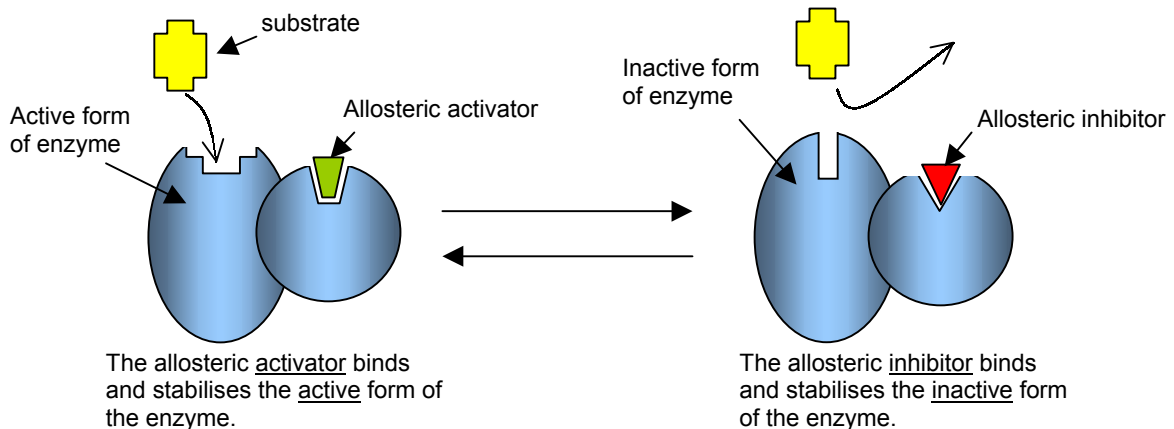 substrate
Active form
of enzyme
Allosteric activator
The allosteric activator binds
and stabilises the active form of
the enzyme.
Inactive form
of enzyme
Allosteric inhibitor
The allosteric inhibitor binds
and stabilises the inactive form
of the enzyme.